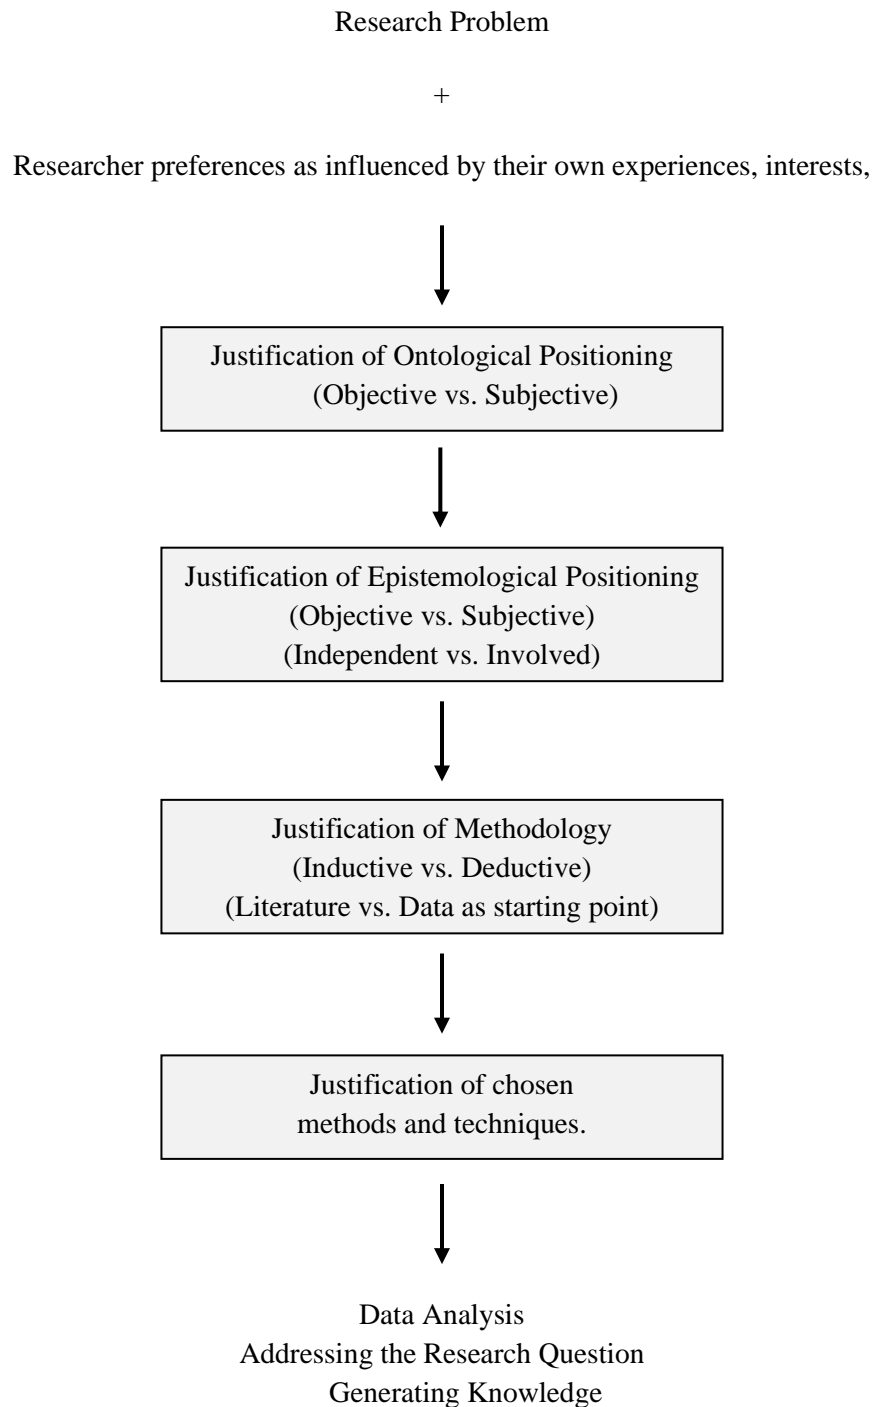 Research Problem
+
Researcher preferences as influenced by their own experiences, interests,
Justification of Ontological Positioning
(Objective vs. Subjective)
Justification of Epistemological Positioning
(Objective vs. Subjective)
(Independent vs. Involved)
Justification of Methodology
(Inductive vs. Deductive)
(Literature vs. Data as starting point)
Justification of chosen
methods and techniques.
Data Analysis
Addressing the Research Question
Generating Knowledge